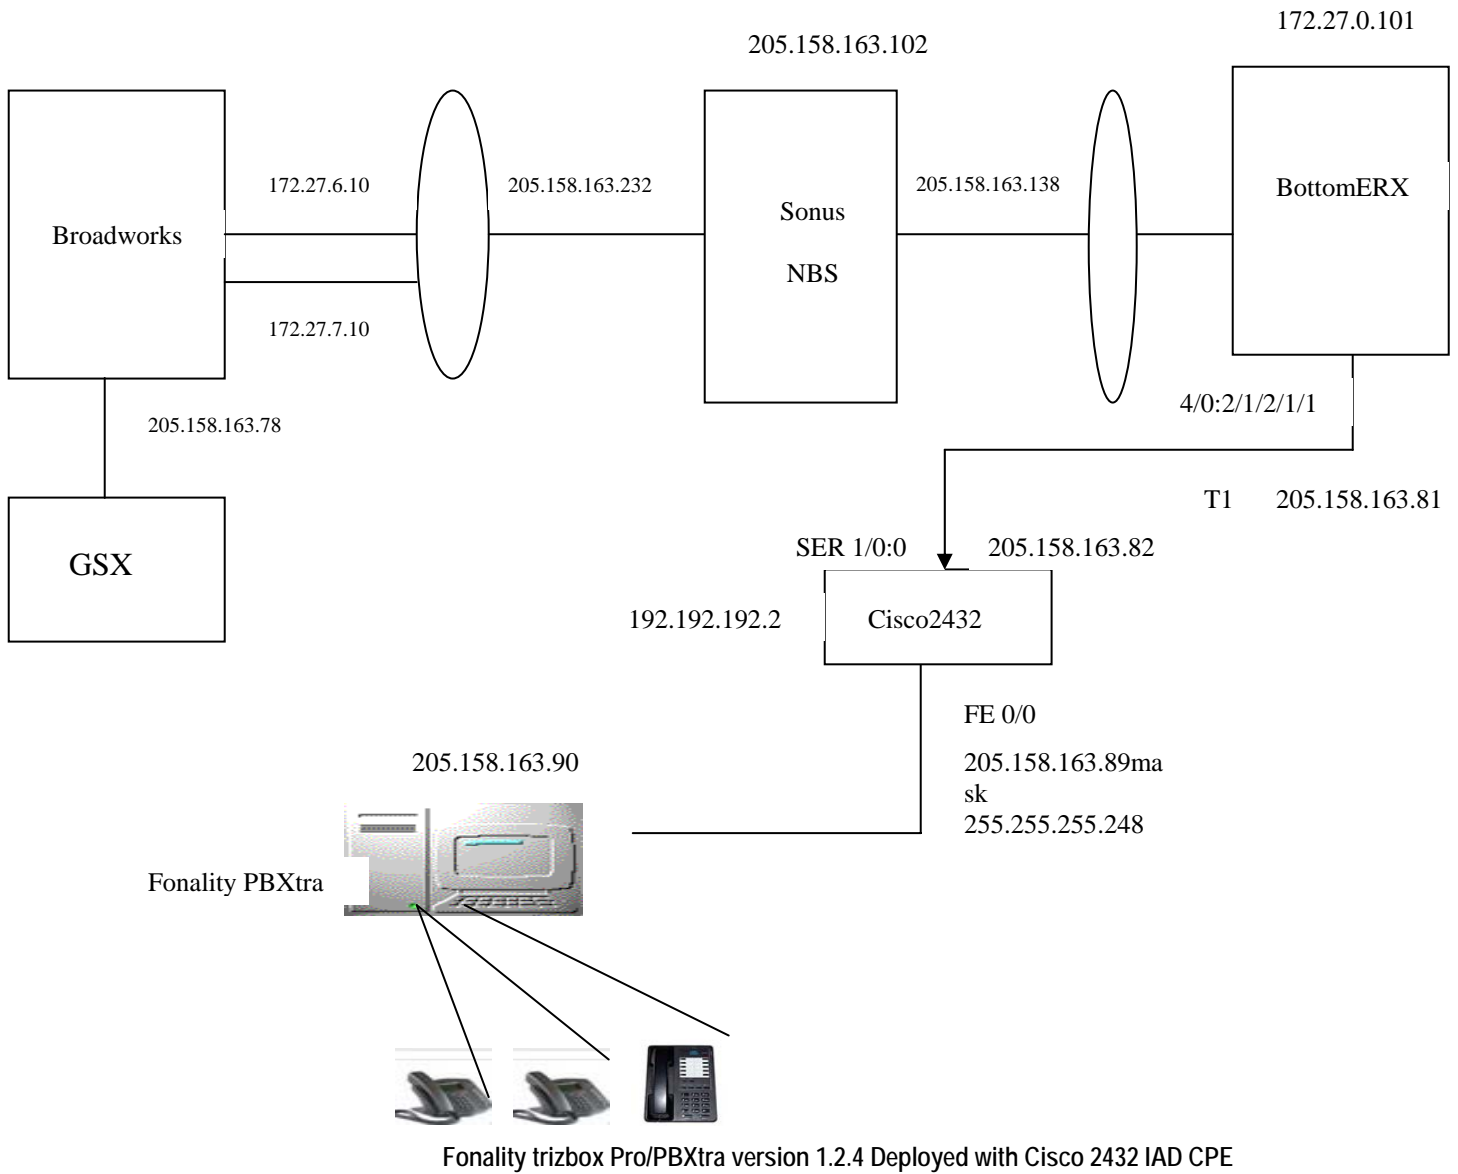 172.27.0.101
205.158.163.102
172.27.6.10
205.158.163.232
205.158.163.138
BottomERX
Sonus
NBS
Broadworks
172.27.7.10
4/0:2/1/2/1/1
205.158.163.78
T1 205.158.163.81
SER 1/0:0
205.158.163.82
GSX
192.192.192.2
Cisco2432
FE 0/0
205.158.163.89ma
sk
255.255.255.248
205.158.163.90
Fonality PBXtra
Fonality trizbox Pro/PBXtra version 1.2.4 Deployed with Cisco 2432 IAD CPE